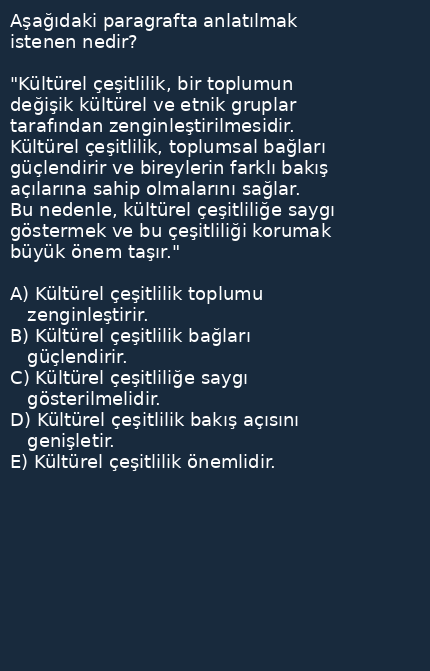 Aşağıdaki paragrafta anlatılmak
istenen nedir?
"Kültürel çeşitlilik, bir toplumun
değişik kültürel ve etnik gruplar
tarafından zenginleştirilmesidir.
Kültürel çeşitlilik, toplumsal bağları
güçlendirir ve bireylerin farklı bakış
açılarına sahip olmalarını sağlar.
Bu nedenle, kültürel çeşitliliğe saygı
göstermek ve bu çeşitliliği korumak
büyük önem taşır."
A) Kültürel çeşitlilik toplumu
zenginleştirir.
B) Kültürel çeşitlilik bağları
güçlendirir.
C) Kültürel çeşitliliğe saygı
gösterilmelidir.
D) Kültürel çeşitlilik bakış açısını
genişletir.
E) Kültürel çeşitlilik önemlidir.